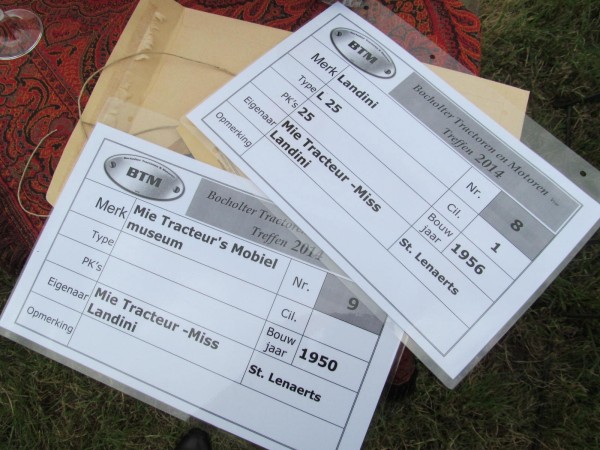 BTM
Bocholter Tractoren en Motoren
Treffen 2014
Merk Landini
Type L 25
Nr. 8
PK's 25
Cil. 1
Eigenaar Mie Tracteur -Miss
Landini
Bouw
jaar 1956
Opmerking
St. Lenaerts
BTM
Bocholter Tractoren
Treffen 2014
Merk Mie Tracteur's Mobiel
museum
Type
Nr. 9
PK's
Cil.
Eigenaar Mie Tracteur -Miss
Landini
Bouw
jaar 1950
Opmerking
St. Lenaerts